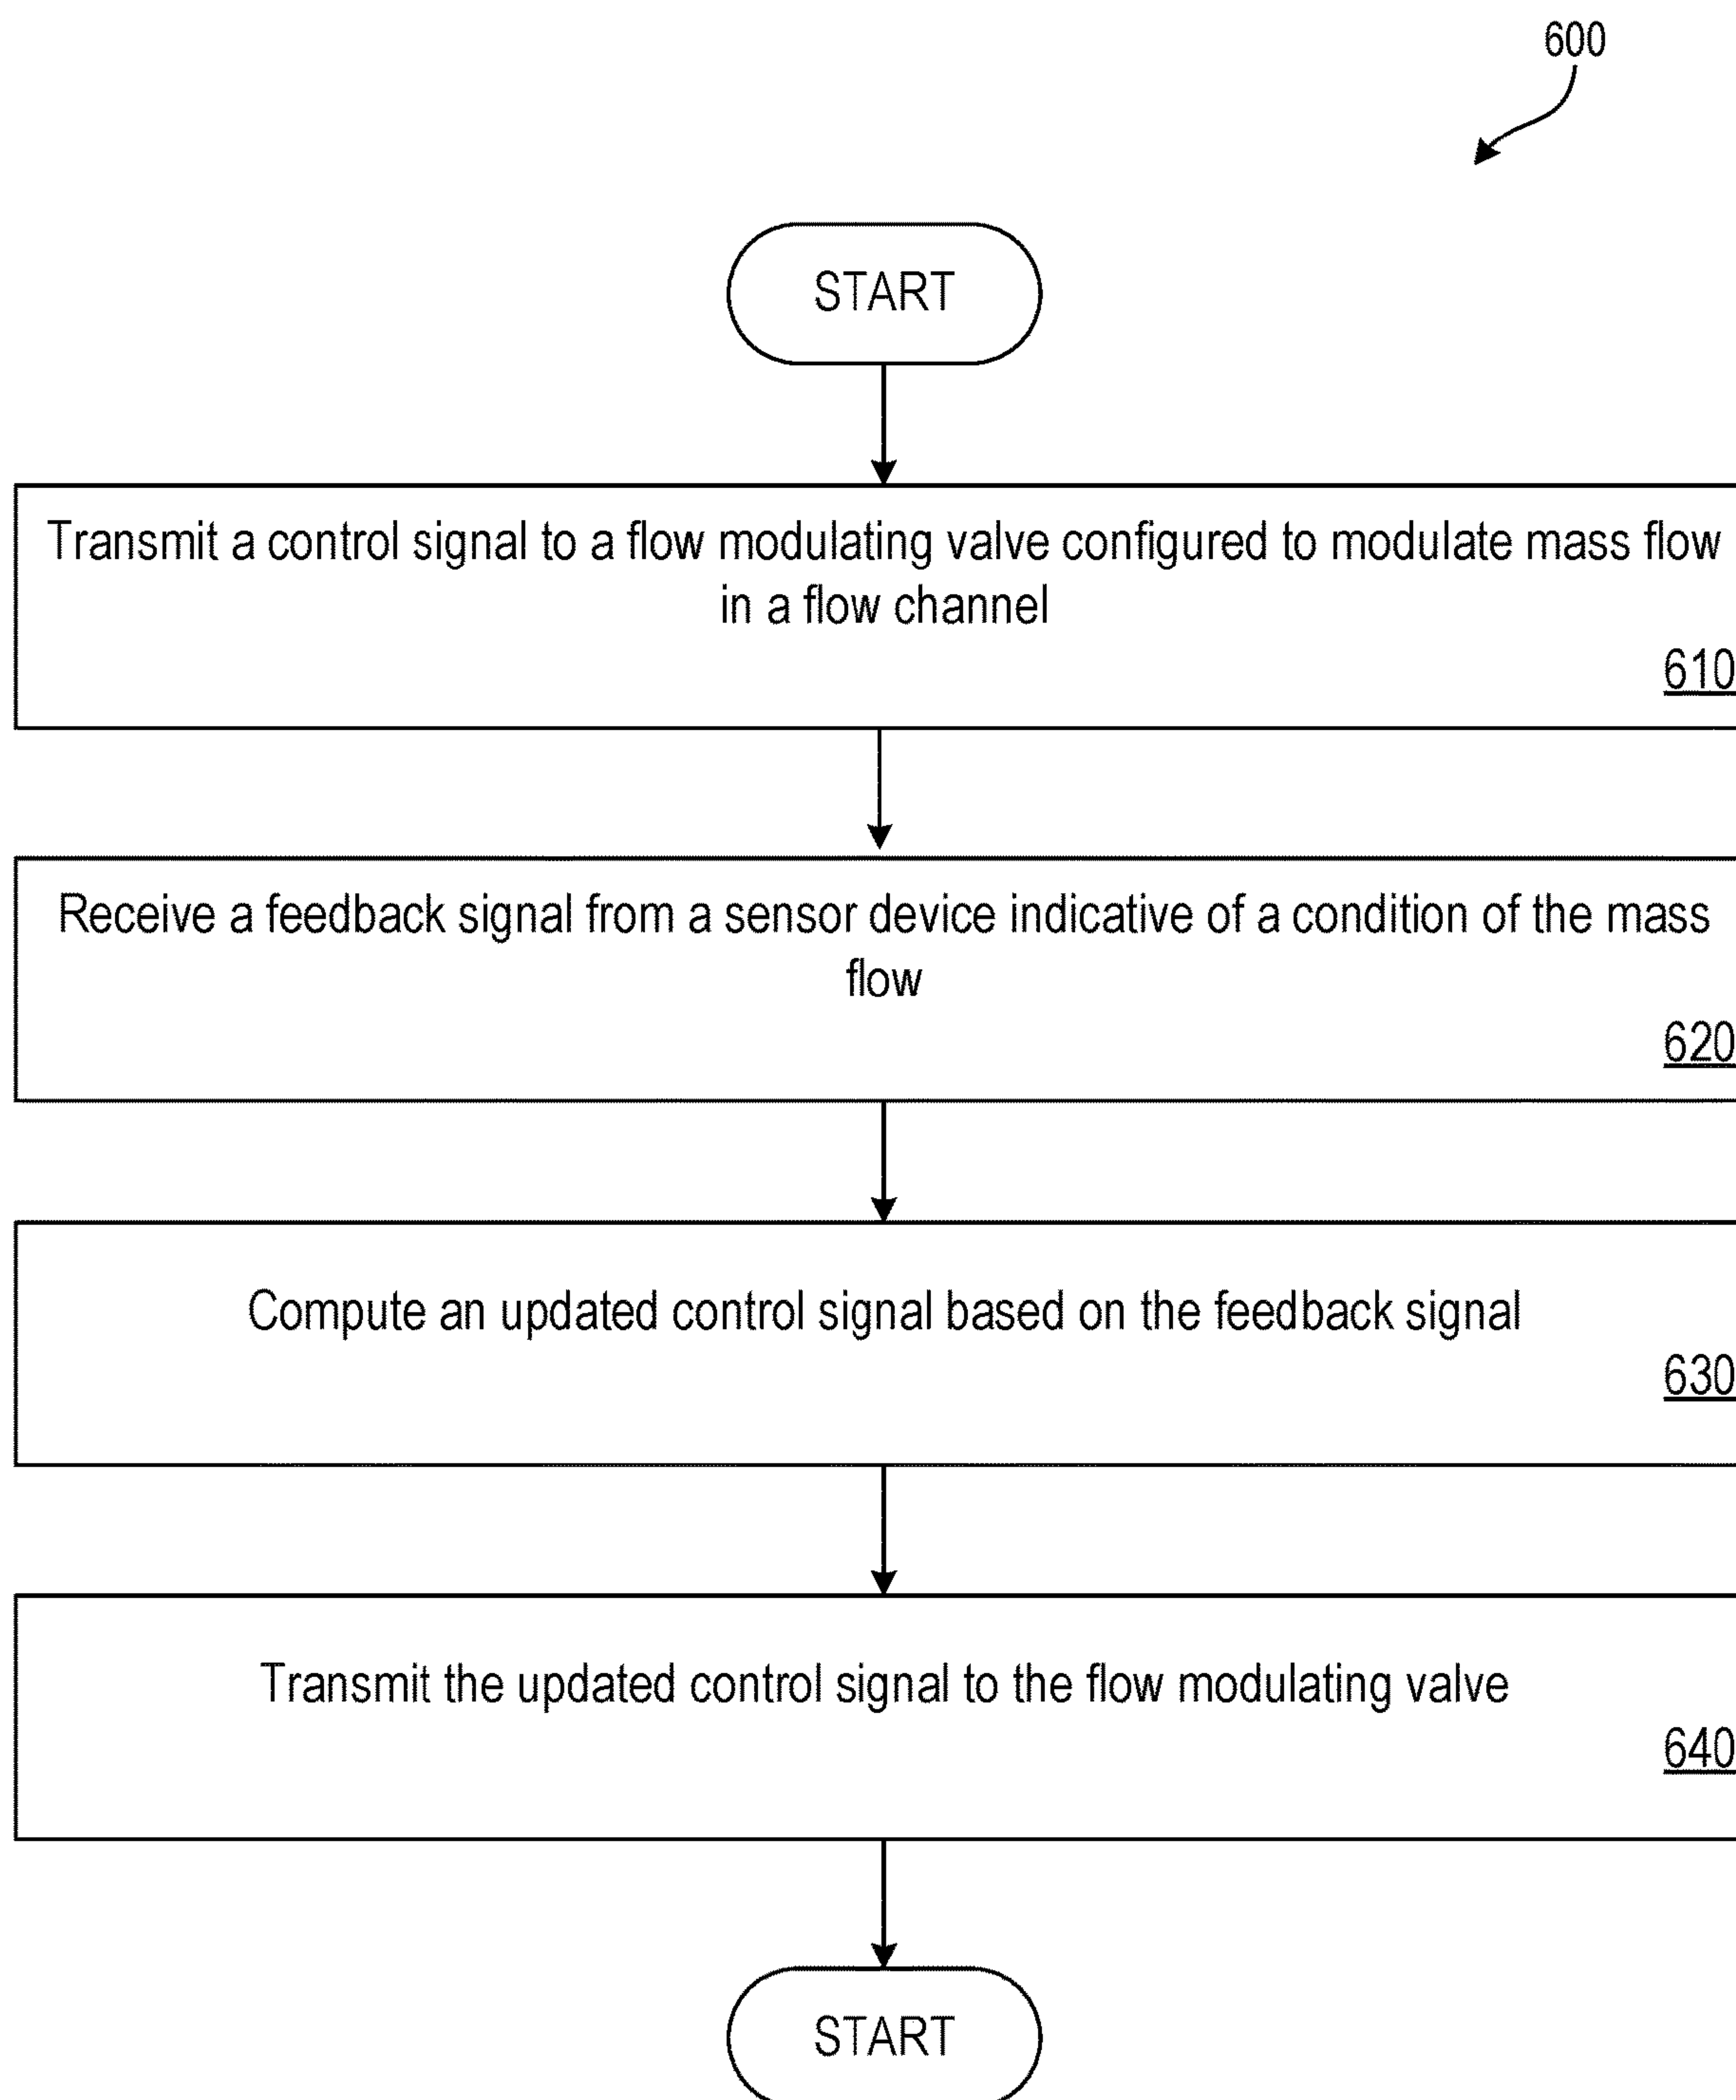 600
START
Transmit a control signal to a flow modulating valve configured to modulate mass flow
in a flow channel
610
Receive a feedback signal from a sensor device indicative of a condition of the mass
flow
620
Compute an updated control signal based on the feedback signal
630
Transmit the updated control signal to the flow modulating valve
640
START